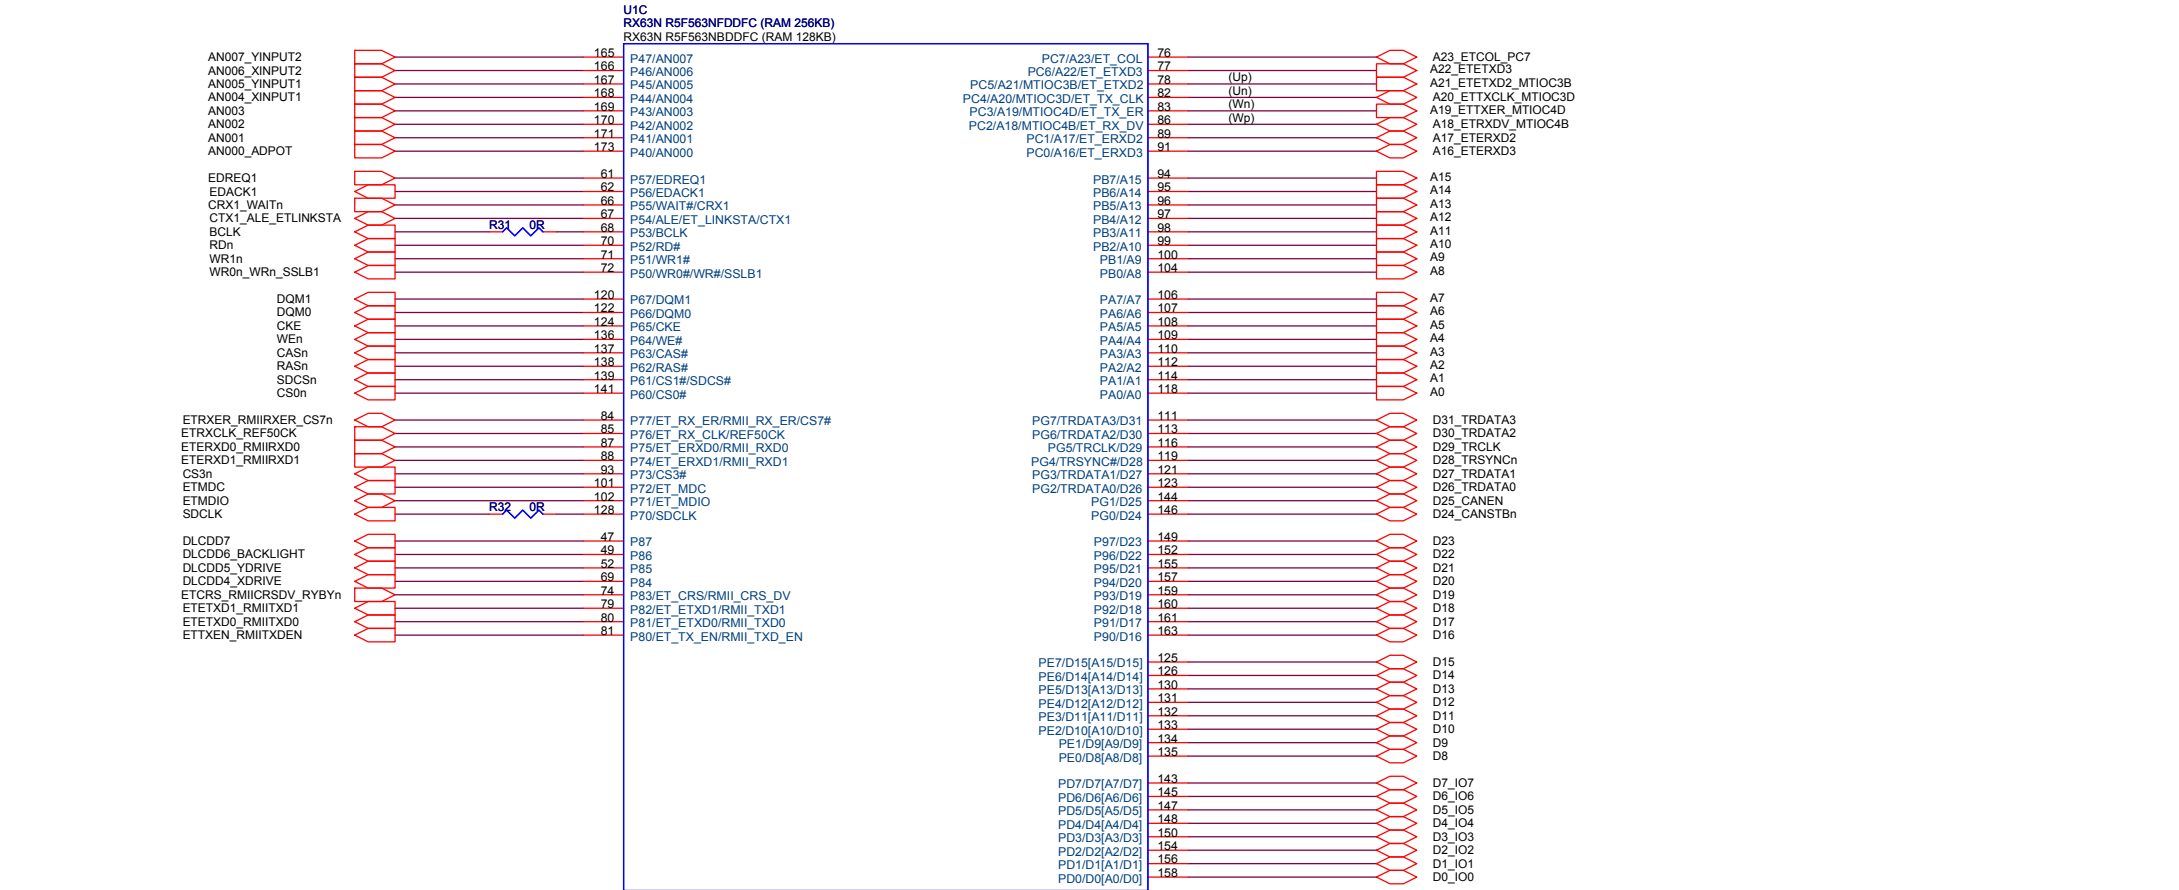 U1C
RX63N R5F563NFDDFC (RAM 256KB)
RX63N R5F563NBDDFC (RAM 128KB)
AN007_YINPUT2 165 P47/AN007 PC7/A23/ET_COL 76 A23_ETCOL_PC7
AN006_XINPUT2 166 P46/AN006 PC6/A22/ET_ETXD3 77 A22_ETETXD3
AN005_YINPUT1 167 P45/AN005 PC5/A21/MTIOC3B/ET_ETXD2 78 (Up) A21_ETETXD2_MTIOC3B
AN004_XINPUT1 168 P44/AN004 PC4/A20/MTIOC3D/ET_TX_CLK 82 (Un) A20_ETTXCLK_MTIOC3D
AN003 169 P43/AN003 PC3/A19/MTIOC4D/ET_TX_ER 83 (Wn) A19_ETTXER_MTIOC4D
AN002 170 P42/AN002 PC2/A18/MTIOC4B/ET_RX_DV 86 (Wp) A18_ETRXDV_MTIOC4B
AN001 171 P41/AN001 PC1/A17/ET_ERXD2 89 A17_ETERXD2
AN000_ADPOT 173 P40/AN000 PC0/A16/ET_ERXD3 91 A16_ETERXD3
EDREQ1 61 P57/EDREQ1 PB7/A15 94 A15
EDACK1 62 P56/EDACK1 PB6/A14 95 A14
CRX1_WAITn 66 P55/WAIT#/CRX1 PB5/A13 96 A13
CTX1_ALE_ETLINKSTA 67 P54/ALE/ET_LINKSTA/CTX1 PB4/A12 97 A12
BCLK R31 0R 68 P53/BCLK PB3/A11 98 A11
RDn 70 P52/RD# PB2/A10 99 A10
WR1n 71 P51/WR1# PB1/A9 100 A9
WR0n_WRn_SSLB1 72 P50/WR0#/WR#/SSLB1 PB0/A8 104 A8
DQM1 120 P67/DQM1 PA7/A7 106 A7
DQM0 122 P66/DQM0 PA6/A6 107 A6
CKE 124 P65/CKE PA5/A5 108 A5
WEn 136 P64/WE# PA4/A4 109 A4
CASn 137 P63/CAS# PA3/A3 110 A3
RASn 138 P62/RAS# PA2/A2 112 A2
SDCSn 139 P61/CS1#/SDCS# PA1/A1 114 A1
CS0n 141 P60/CS0# PA0/A0 118 A0
ETRXER_RMIIRXER_CS7n 84 P77/ET_RX_ER/RMII_RX_ER/CS7# PG7/TRDATA3/D31 111 D31_TRDATA3
ETRXCLK_REF50CK 85 P76/ET_RX_CLK/REF50CK PG6/TRDATA2/D30 113 D30_TRDATA2
ETERXD0_RMIIRXD0 87 P75/ET_ERXD0/RMII_RXD0 PG5/TRCLK/D29 116 D29_TRCLK
ETERXD1_RMIIRXD1 88 P74/ET_ERXD1/RMII_RXD1 PG4/TRSYNC#/D28 119 D28_TRSYNCn
CS3n 93 P73/CS3# PG3/TRDATA1/D27 121 D27_TRDATA1
ETMDC 101 P72/ET_MDC PG2/TRDATA0/D26 123 D26_TRDATA0
ETMDIO 102 P71/ET_MDIO PG1/D25 144 D25_CANEN
SDCLK R32 0R 128 P70/SDCLK PG0/D24 146 D24_CANSTBn
DLCDD7 47 P87 P97/D23 149 D23
DLCDD6_BACKLIGHT 49 P86 P96/D22 152 D22
DLCDD5_YDRIVE 52 P85 P95/D21 155 D21
DLCDD4_XDRIVE 69 P84 P94/D20 157 D20
ETCRS_RMIICRSDV_RYBYn 74 P83/ET_CRS/RMII_CRS_DV P93/D19 159 D19
ETETXD1_RMIITXD1 79 P82/ET_ETXD1/RMII_TXD1 P92/D18 160 D18
ETETXD0_RMIITXD0 80 P81/ET_ETXD0/RMII_TXD0 P91/D17 161 D17
ETTXEN_RMIITXDEN 81 P80/ET_TX_EN/RMII_TXD_EN P90/D16 163 D16
PE7/D15[A15/D15] 125 D15
PE6/D14[A14/D14] 126 D14
PE5/D13[A13/D13] 130 D13
PE4/D12[A12/D12] 131 D12
PE3/D11[A11/D11] 132 D11
PE2/D10[A10/D10] 133 D10
PE1/D9[A9/D9] 134 D9
PE0/D8[A8/D8] 135 D8
PD7/D7[A7/D7] 143 D7_IO7
PD6/D6[A6/D6] 145 D6_IO6
PD5/D5[A5/D5] 147 D5_IO5
PD4/D4[A4/D4] 148 D4_IO4
PD3/D3[A3/D3] 150 D3_IO3
PD2/D2[A2/D2] 154 D2_IO2
PD1/D1[A1/D1] 156 D1_IO1
PD0/D0[A0/D0] 158 D0_IO0